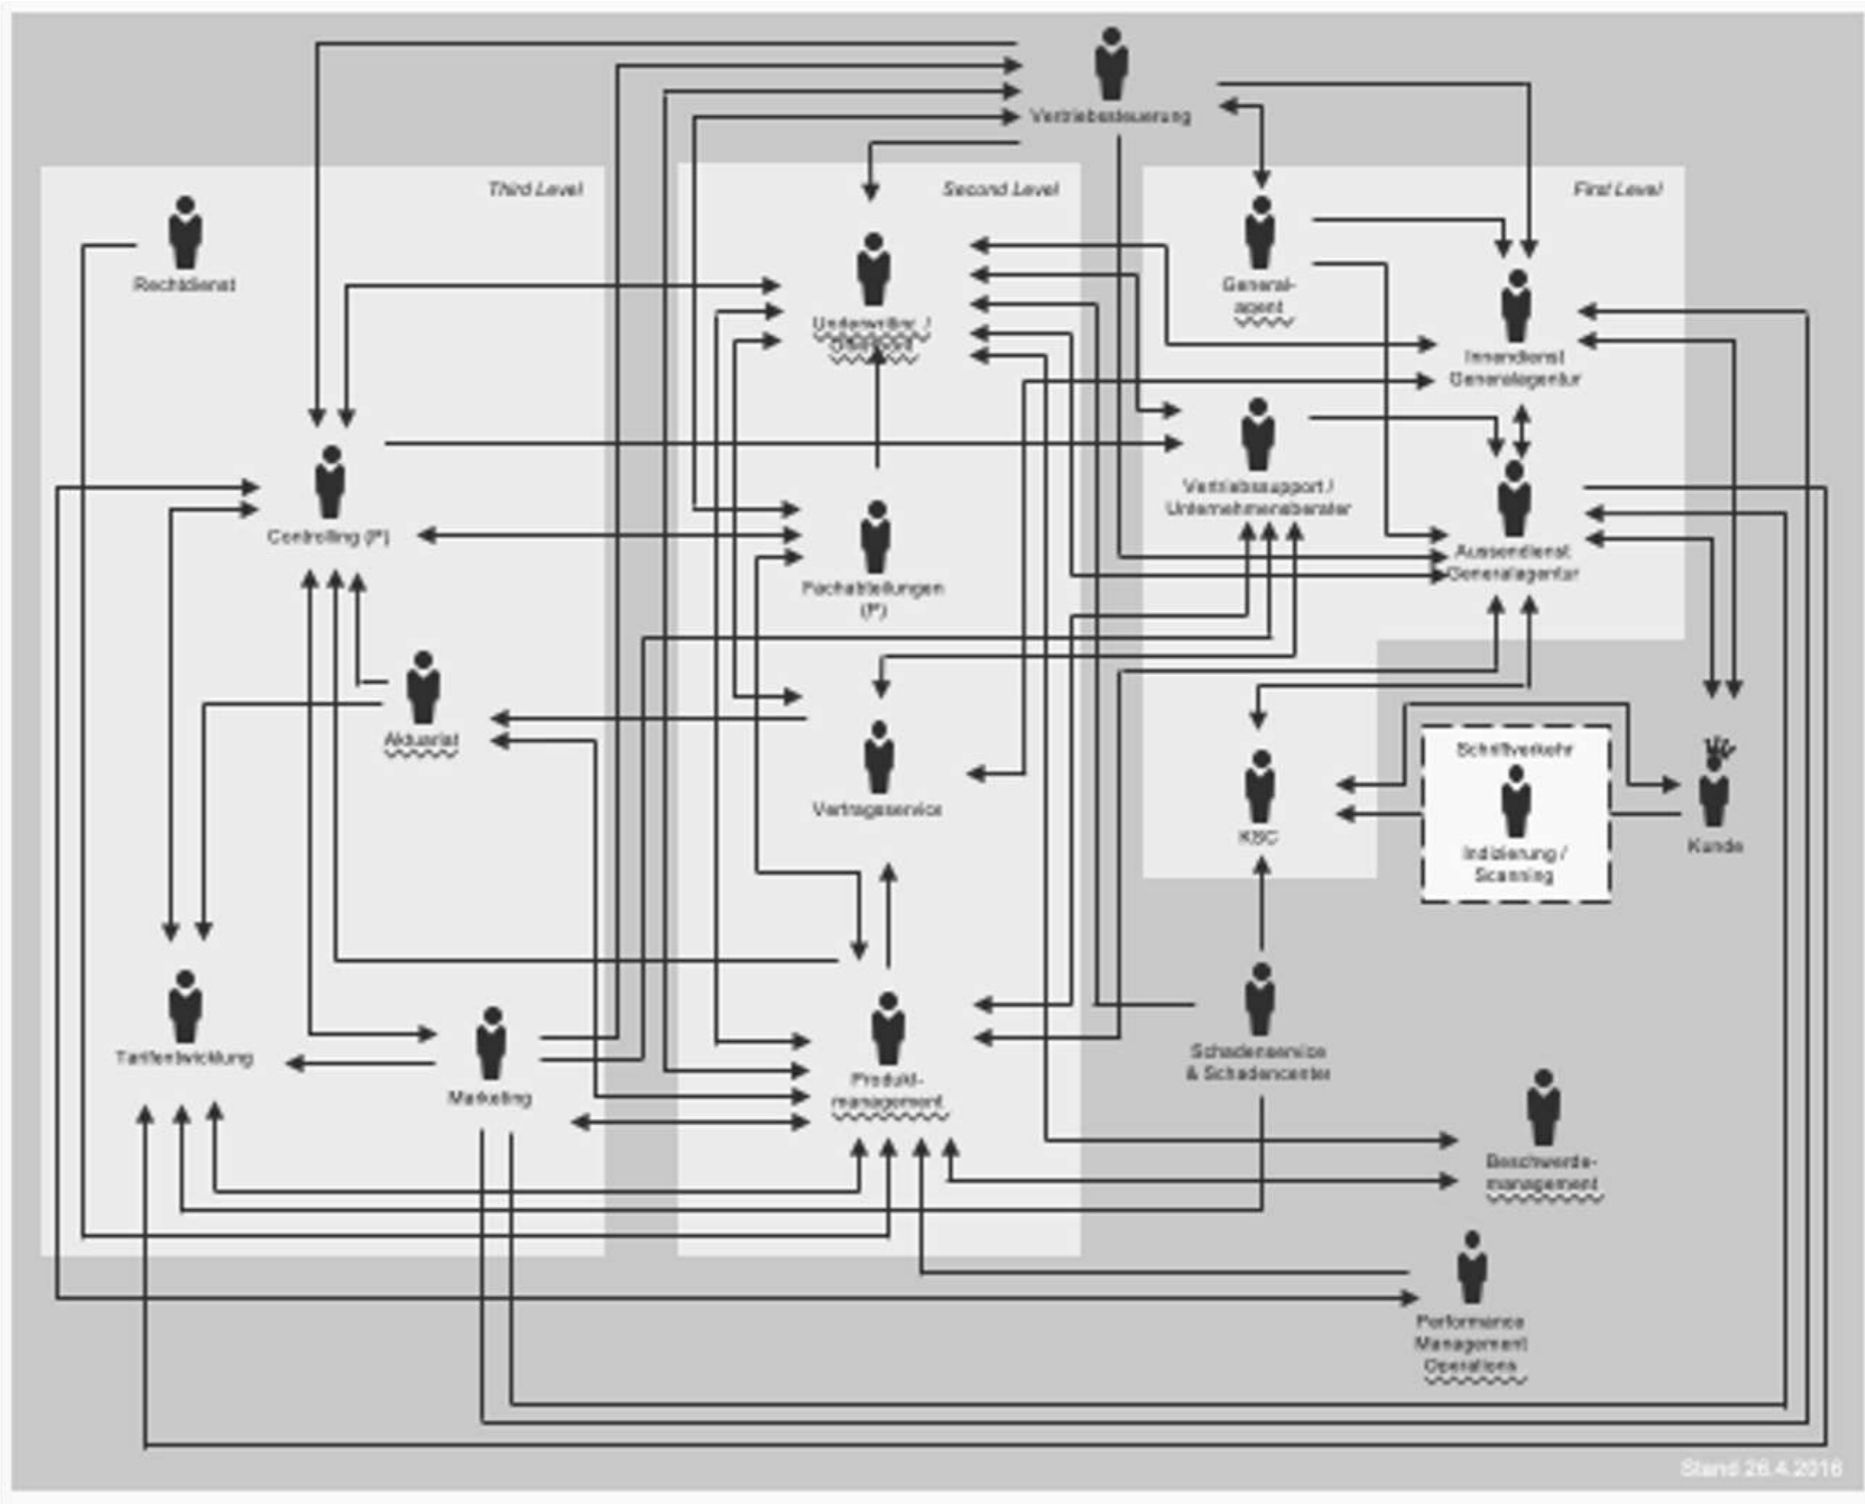 Vertriebssteuerung
Third Level
Second Level
First Level
Rechtdienst
General-
agent
Underwriting /
Innendienst
Generalagentur
Vertriebssupport /
Unternehmensberater
Controlling (P)
Aussendienst
Generalagentur
Fachabteilungen
(P)
Aktuariat
Schriftverkehr
Vertragsservice
KSC
Kunde
Indizierung /
Scanning
Tarifentwicklung
Schadenservice
& Schadencenter
Marketing
Produkt-
management
Beschwerde-
management
Performance
Management
Operations
Stand 26.4.2016